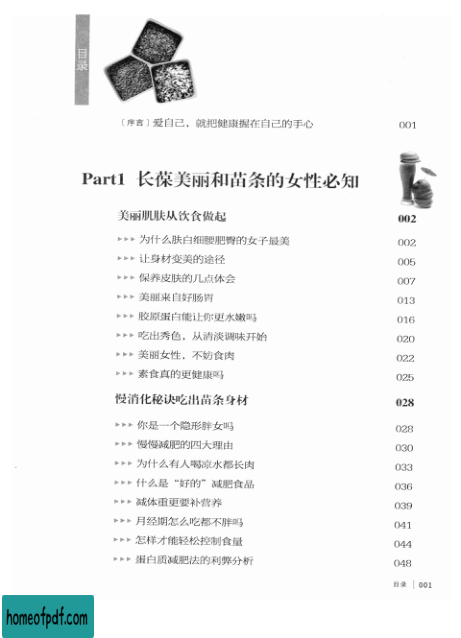 目录
〔序言〕爱自己，就把健康握在自己的手心 001
Part1 长葆美丽和苗条的女性必知
美丽肌肤从饮食做起 002
▸▸▸ 为什么肤白细腰肥臀的女子最美 002
▸▸▸ 让身材变美的途径 005
▸▸▸ 保养皮肤的几点体会 007
▸▸▸ 美丽来自好肠胃 013
▸▸▸ 胶原蛋白能让你更水嫩吗 016
▸▸▸ 吃出秀色，从清淡调味开始 020
▸▸▸ 美丽女性，不妨食肉 022
▸▸▸ 素食真的更健康吗 025
慢消化秘诀吃出苗条身材 028
▸▸▸ 你是一个隐形胖女吗 028
▸▸▸ 慢慢减肥的四大理由 030
▸▸▸ 为什么有人喝凉水都长肉 033
▸▸▸ 什么是“好的”减肥食品 036
▸▸▸ 减体重更要补营养 039
▸▸▸ 月经期怎么吃都不胖吗 041
▸▸▸ 怎样才能轻松控制食量 044
▸▸▸ 蛋白质减肥法的利弊分析 048
目录 | 001
homeofpdf.com